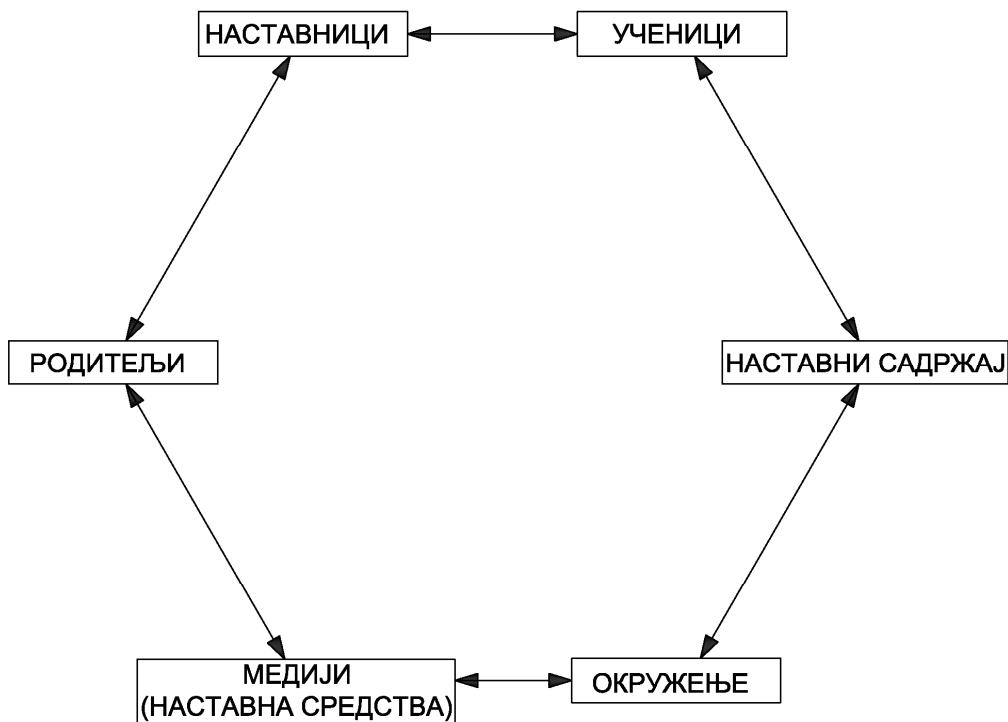 НАСТАВНИЦИ
УЧЕНИЦИ
РОДИТЕЉИ
НАСТАВНИ САДРЖАЈ
МЕДИЈИ
(НАСТАВНА СРЕДСТВА)
ОКРУЖЕЊЕ